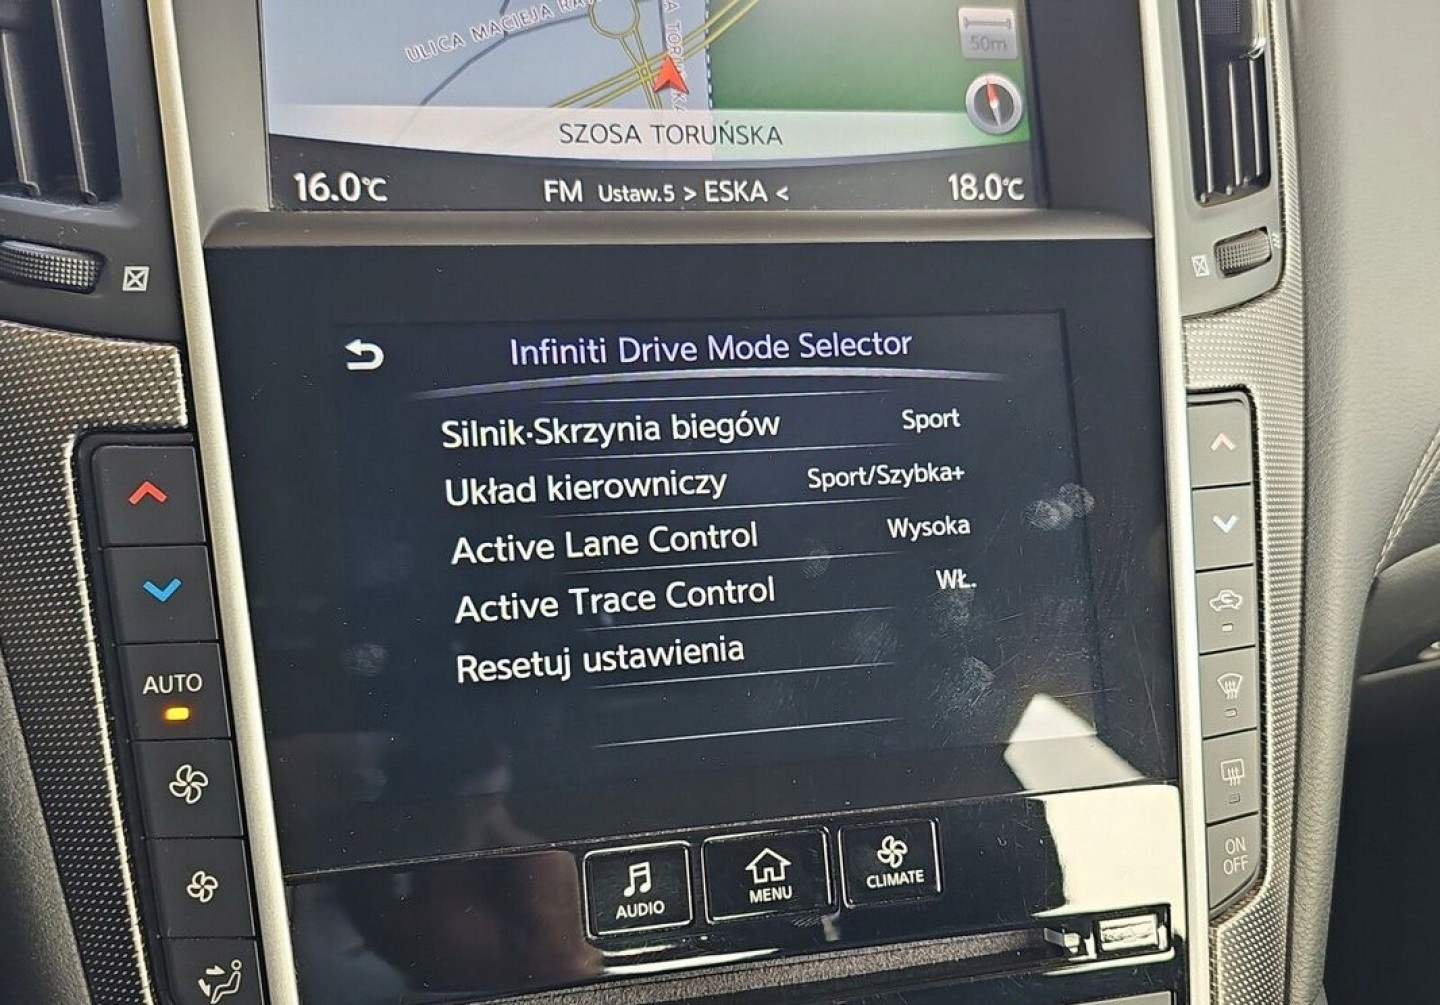 ULICA MACIEJA
50m
SZOSA TORUŃSKA
16.0°C FM Ustaw.5 > ESKA < 18.0°C
Infiniti Drive Mode Selector
Silnik·Skrzynia biegów Sport
Układ kierowniczy Sport/Szybka+
Active Lane Control Wysoka
Active Trace Control WŁ.
Resetuj ustawienia
AUTO
AUDIO
MENU
CLIMATE
ON
OFF